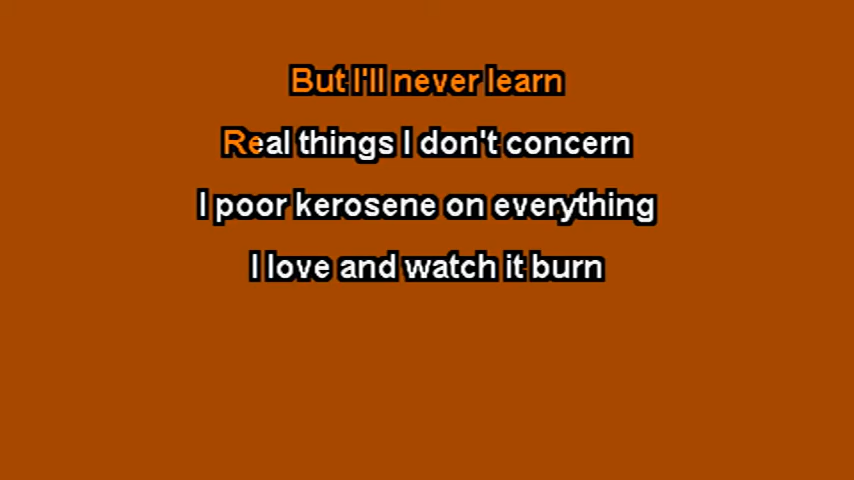 But I'll never learn
Real things I don't concern
I poor kerosene on everything
I love and watch it burn